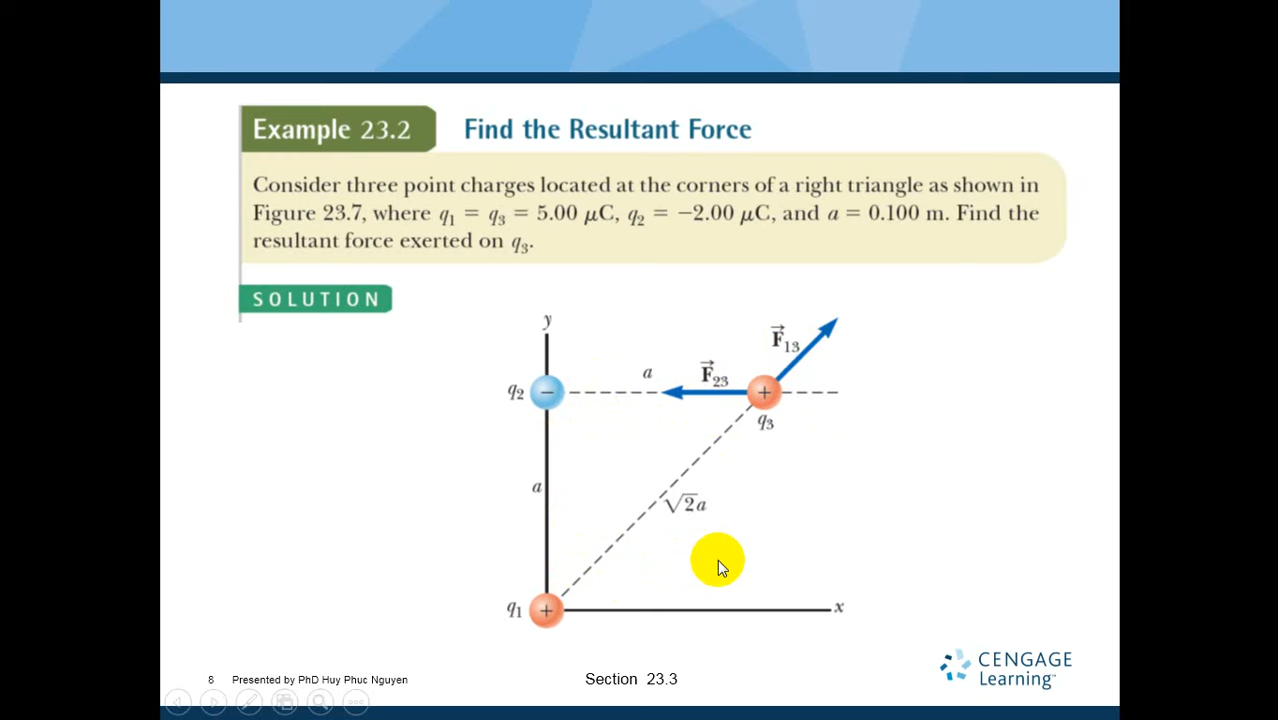 Example 23.2 Find the Resultant Force
Consider three point charges located at the corners of a right triangle as shown in
Figure 23.7, where q₁ = q₃ = 5.00 μC, q₂ = −2.00 μC, and a = 0.100 m. Find the
resultant force exerted on q₃.
SOLUTION
y
F⃗₁₃
a
F⃗₂₃
q₂
−
+
q₃
a
√2a
q₁
+
x
CENGAGE
Learning™
8 Presented by PhD Huy Phuc Nguyen
Section 23.3